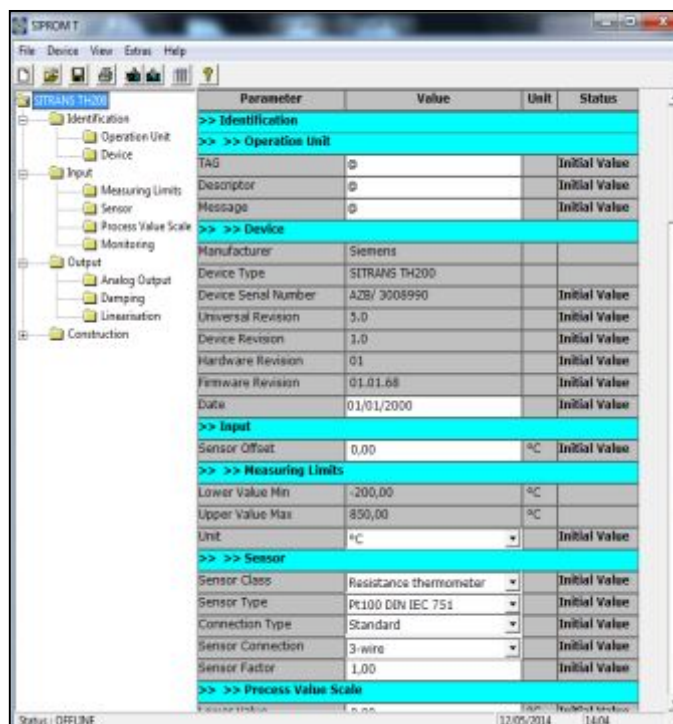 SIPROM T
File Device View Extras Help
SITRANS TH200
Identification
Operation Unit
Device
Input
Measuring Limits
Sensor
Process Value Scale
Monitoring
Output
Analog Output
Damping
Linearisation
Construction
Parameter Value Unit Status
>> Identification
>> >> Operation Unit
TAG @ Initial Value
Descriptor @ Initial Value
Message @ Initial Value
>> >> Device
Manufacturer Siemens
Device Type SITRANS TH200
Device Serial Number AZB/ 3008990 Initial Value
Universal Revision 5.0 Initial Value
Device Revision 1.0 Initial Value
Hardware Revision 01 Initial Value
Firmware Revision 01.01.68 Initial Value
Date 01/01/2000 Initial Value
>> Input
Sensor Offset 0,00 °C Initial Value
>> >> Measuring Limits
Lower Value Min -200,00 °C
Upper Value Max 850,00 °C
Unit °C Initial Value
>> >> Sensor
Sensor Class Resistance thermometer Initial Value
Sensor Type Pt100 DIN IEC 751 Initial Value
Connection Type Standard Initial Value
Sensor Connection 3-wire Initial Value
Sensor Factor 1,00 Initial Value
>> >> Process Value Scale
Lower Value 0,00 °C Initial Value
Status : OFFLINE 12/05/2014 14:04